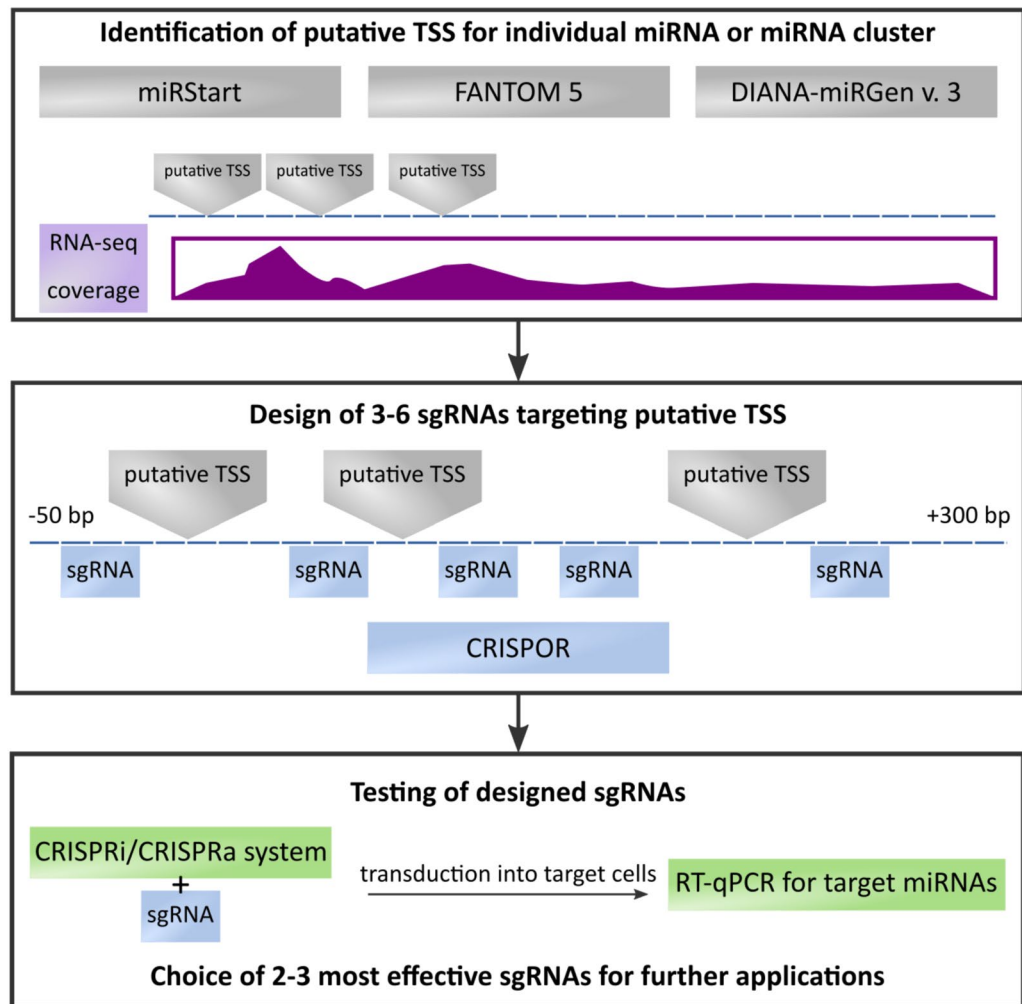 Identification of putative TSS for individual miRNA or miRNA cluster
miRStart
FANTOM 5
DIANA-miRGen v. 3
putative TSS
putative TSS
putative TSS
RNA-seq
coverage
Design of 3-6 sgRNAs targeting putative TSS
putative TSS
putative TSS
putative TSS
-50 bp
+300 bp
sgRNA
sgRNA
sgRNA
sgRNA
sgRNA
CRISPOR
Testing of designed sgRNAs
CRISPRi/CRISPRa system
+
sgRNA
transduction into target cells
RT-qPCR for target miRNAs
Choice of 2-3 most effective sgRNAs for further applications